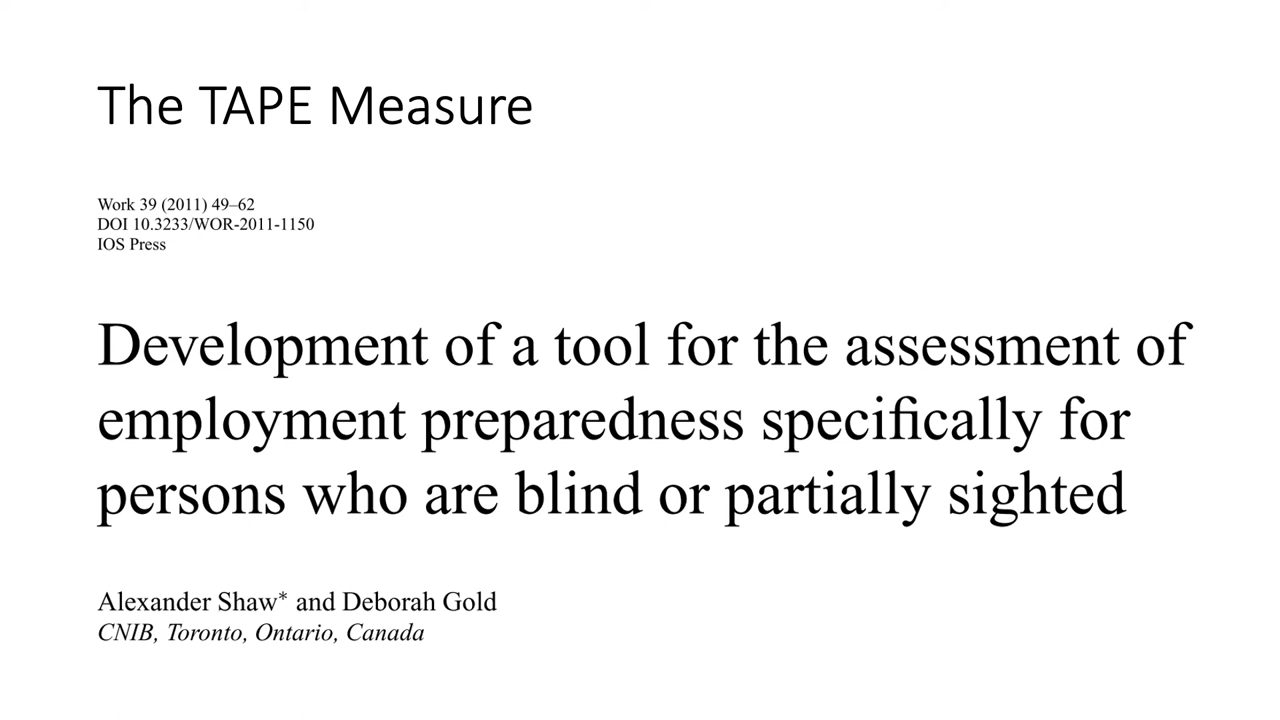 The TAPE Measure
Work 39 (2011) 49–62
DOI 10.3233/WOR-2011-1150
IOS Press
Development of a tool for the assessment of
employment preparedness specifically for
persons who are blind or partially sighted
Alexander Shaw* and Deborah Gold
CNIB, Toronto, Ontario, Canada